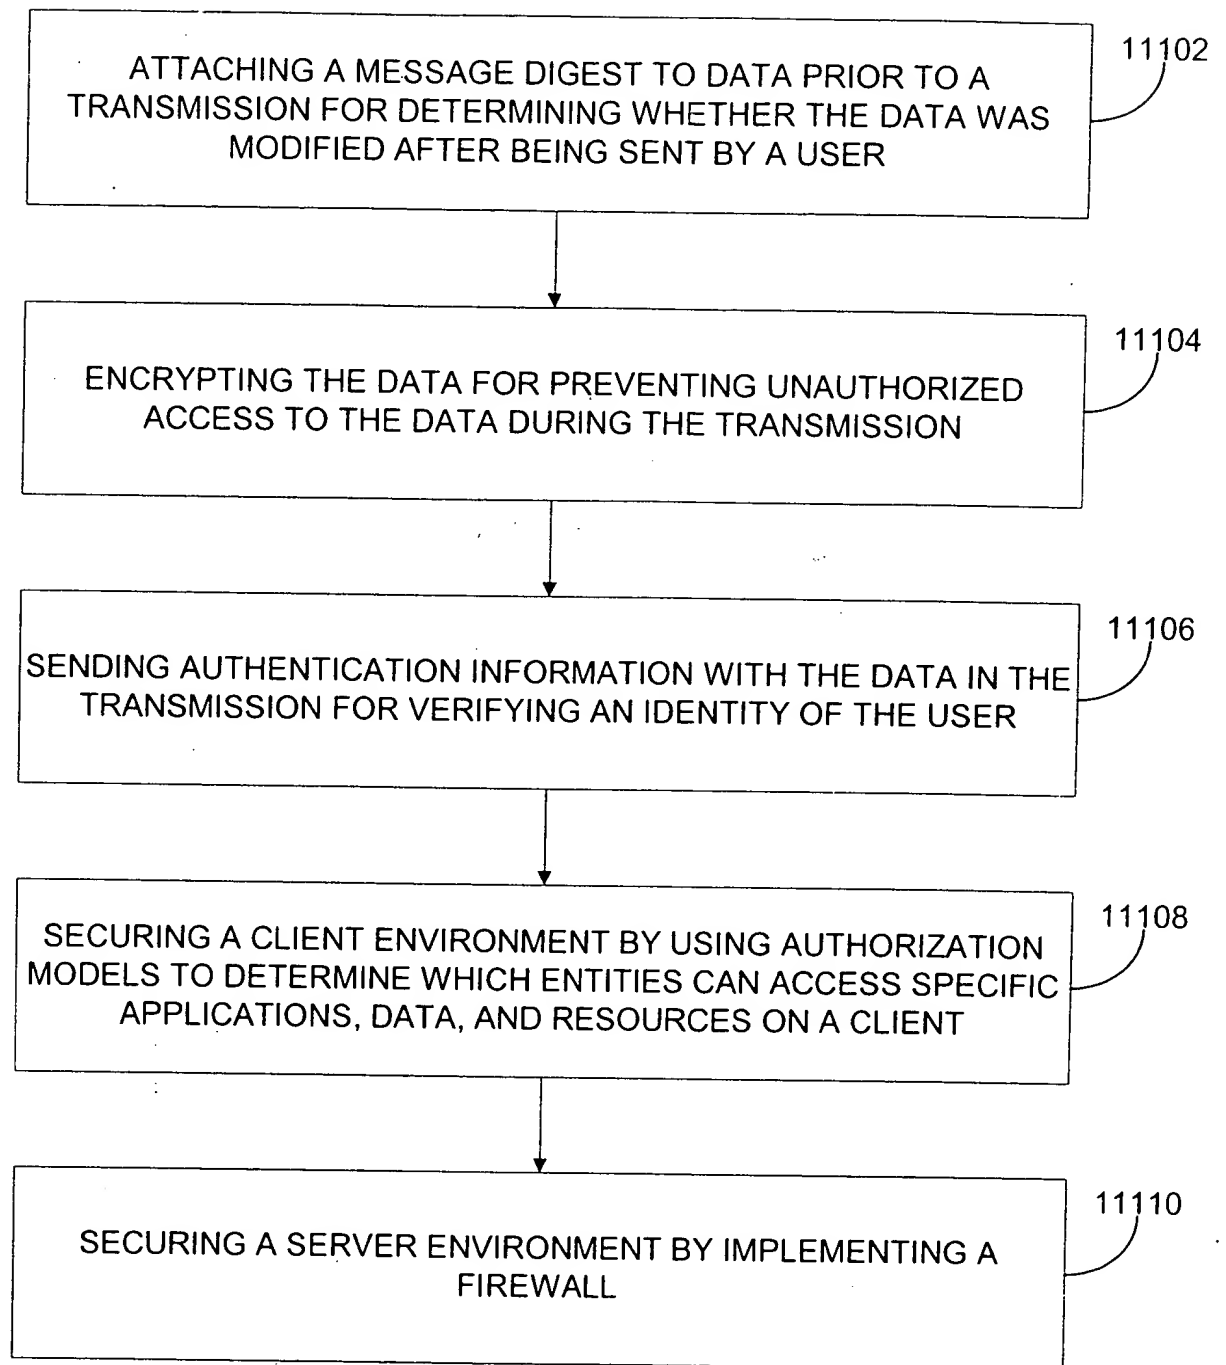 11102
ATTACHING A MESSAGE DIGEST TO DATA PRIOR TO A
TRANSMISSION FOR DETERMINING WHETHER THE DATA WAS
MODIFIED AFTER BEING SENT BY A USER
11104
ENCRYPTING THE DATA FOR PREVENTING UNAUTHORIZED
ACCESS TO THE DATA DURING THE TRANSMISSION
11106
SENDING AUTHENTICATION INFORMATION WITH THE DATA IN THE
TRANSMISSION FOR VERIFYING AN IDENTITY OF THE USER
11108
SECURING A CLIENT ENVIRONMENT BY USING AUTHORIZATION
MODELS TO DETERMINE WHICH ENTITIES CAN ACCESS SPECIFIC
APPLICATIONS, DATA, AND RESOURCES ON A CLIENT
11110
SECURING A SERVER ENVIRONMENT BY IMPLEMENTING A
FIREWALL